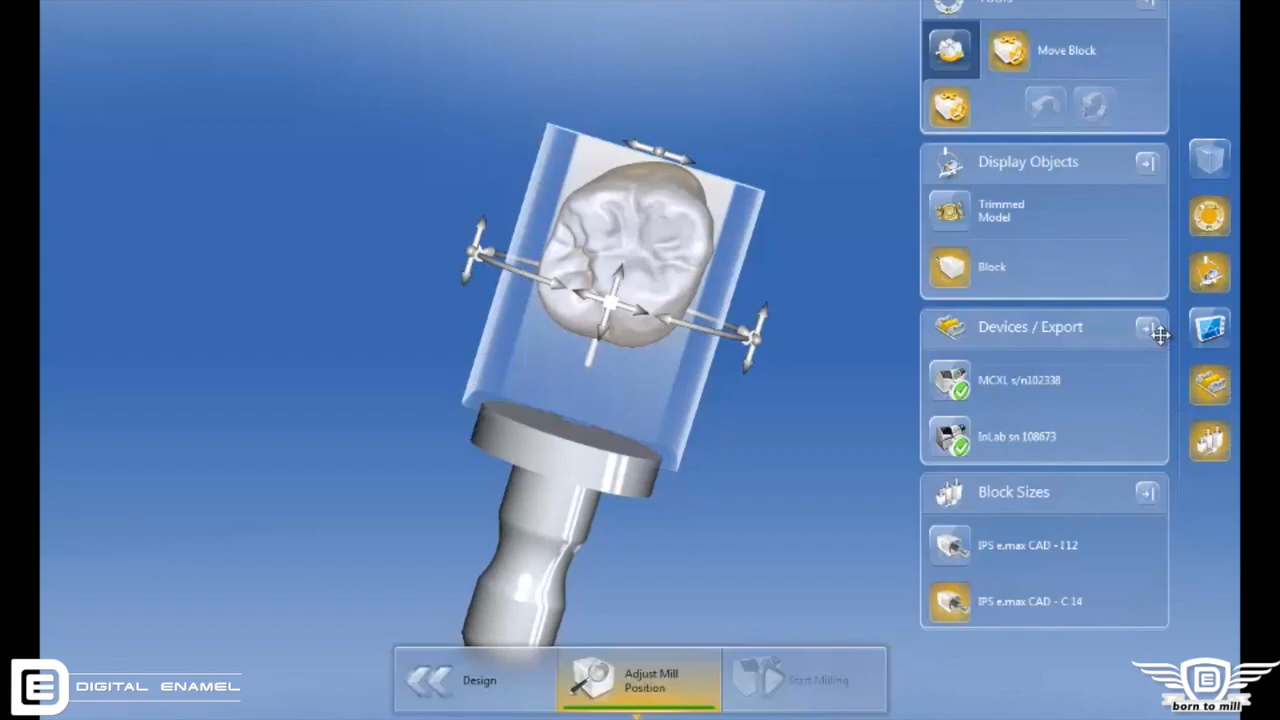 Tools
Move Block
Display Objects
Trimmed
Model
Block
Devices / Export
MCXL s/n102338
InLab sn 108673
Block Sizes
IPS e.max CAD - I12
IPS e.max CAD - C 14
Design
Adjust Mill
Position
Start Milling
DIGITAL ENAMEL
born to mill